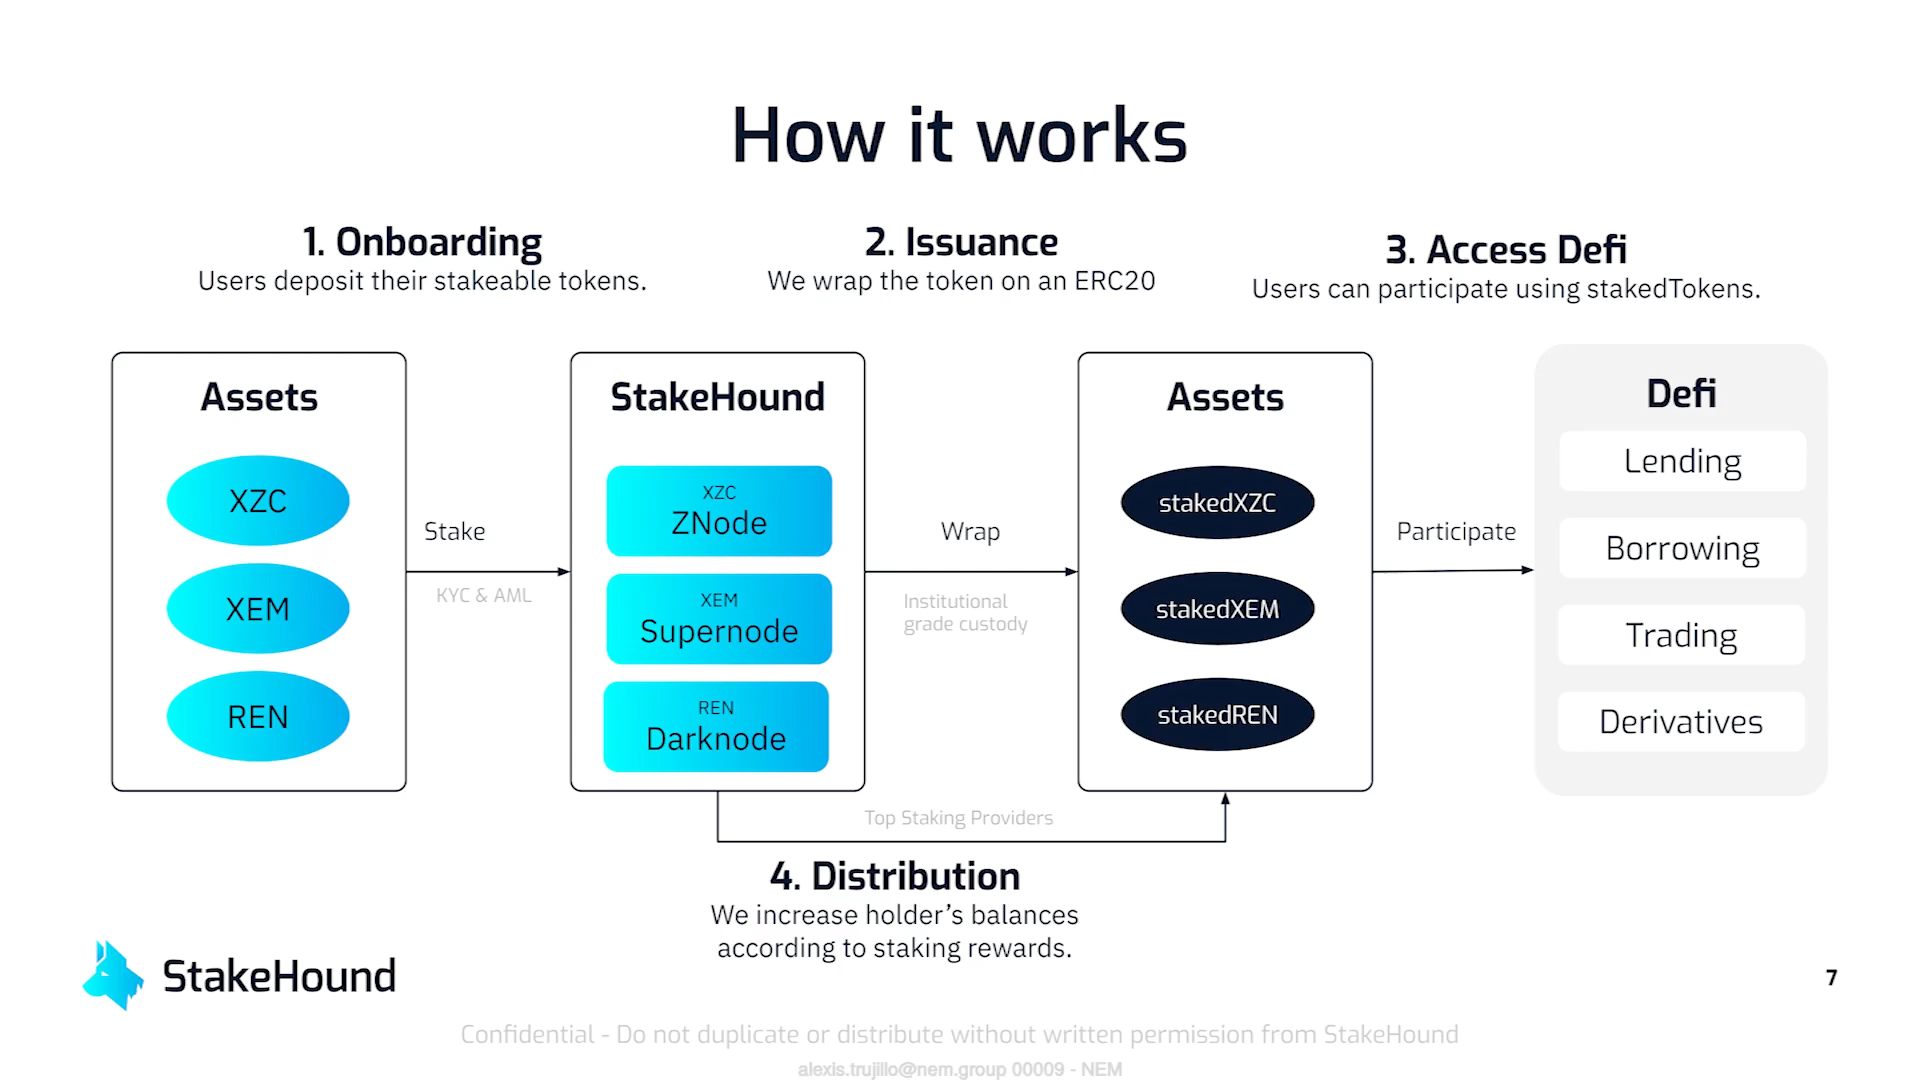 How it works
1. Onboarding
Users deposit their stakeable tokens.
2. Issuance
We wrap the token on an ERC20
3. Access Defi
Users can participate using stakedTokens.
Assets
XZC
XEM
REN
Stake
KYC & AML
StakeHound
XZC
ZNode
XEM
Supernode
REN
Darknode
Wrap
Institutional
grade custody
Assets
stakedXZC
stakedXEM
stakedREN
Participate
Defi
Lending
Borrowing
Trading
Derivatives
Top Staking Providers
4. Distribution
We increase holder’s balances
according to staking rewards.
StakeHound
7
Confidential - Do not duplicate or distribute without written permission from StakeHound
alexis.trujillo@nem.group 00009 - NEM